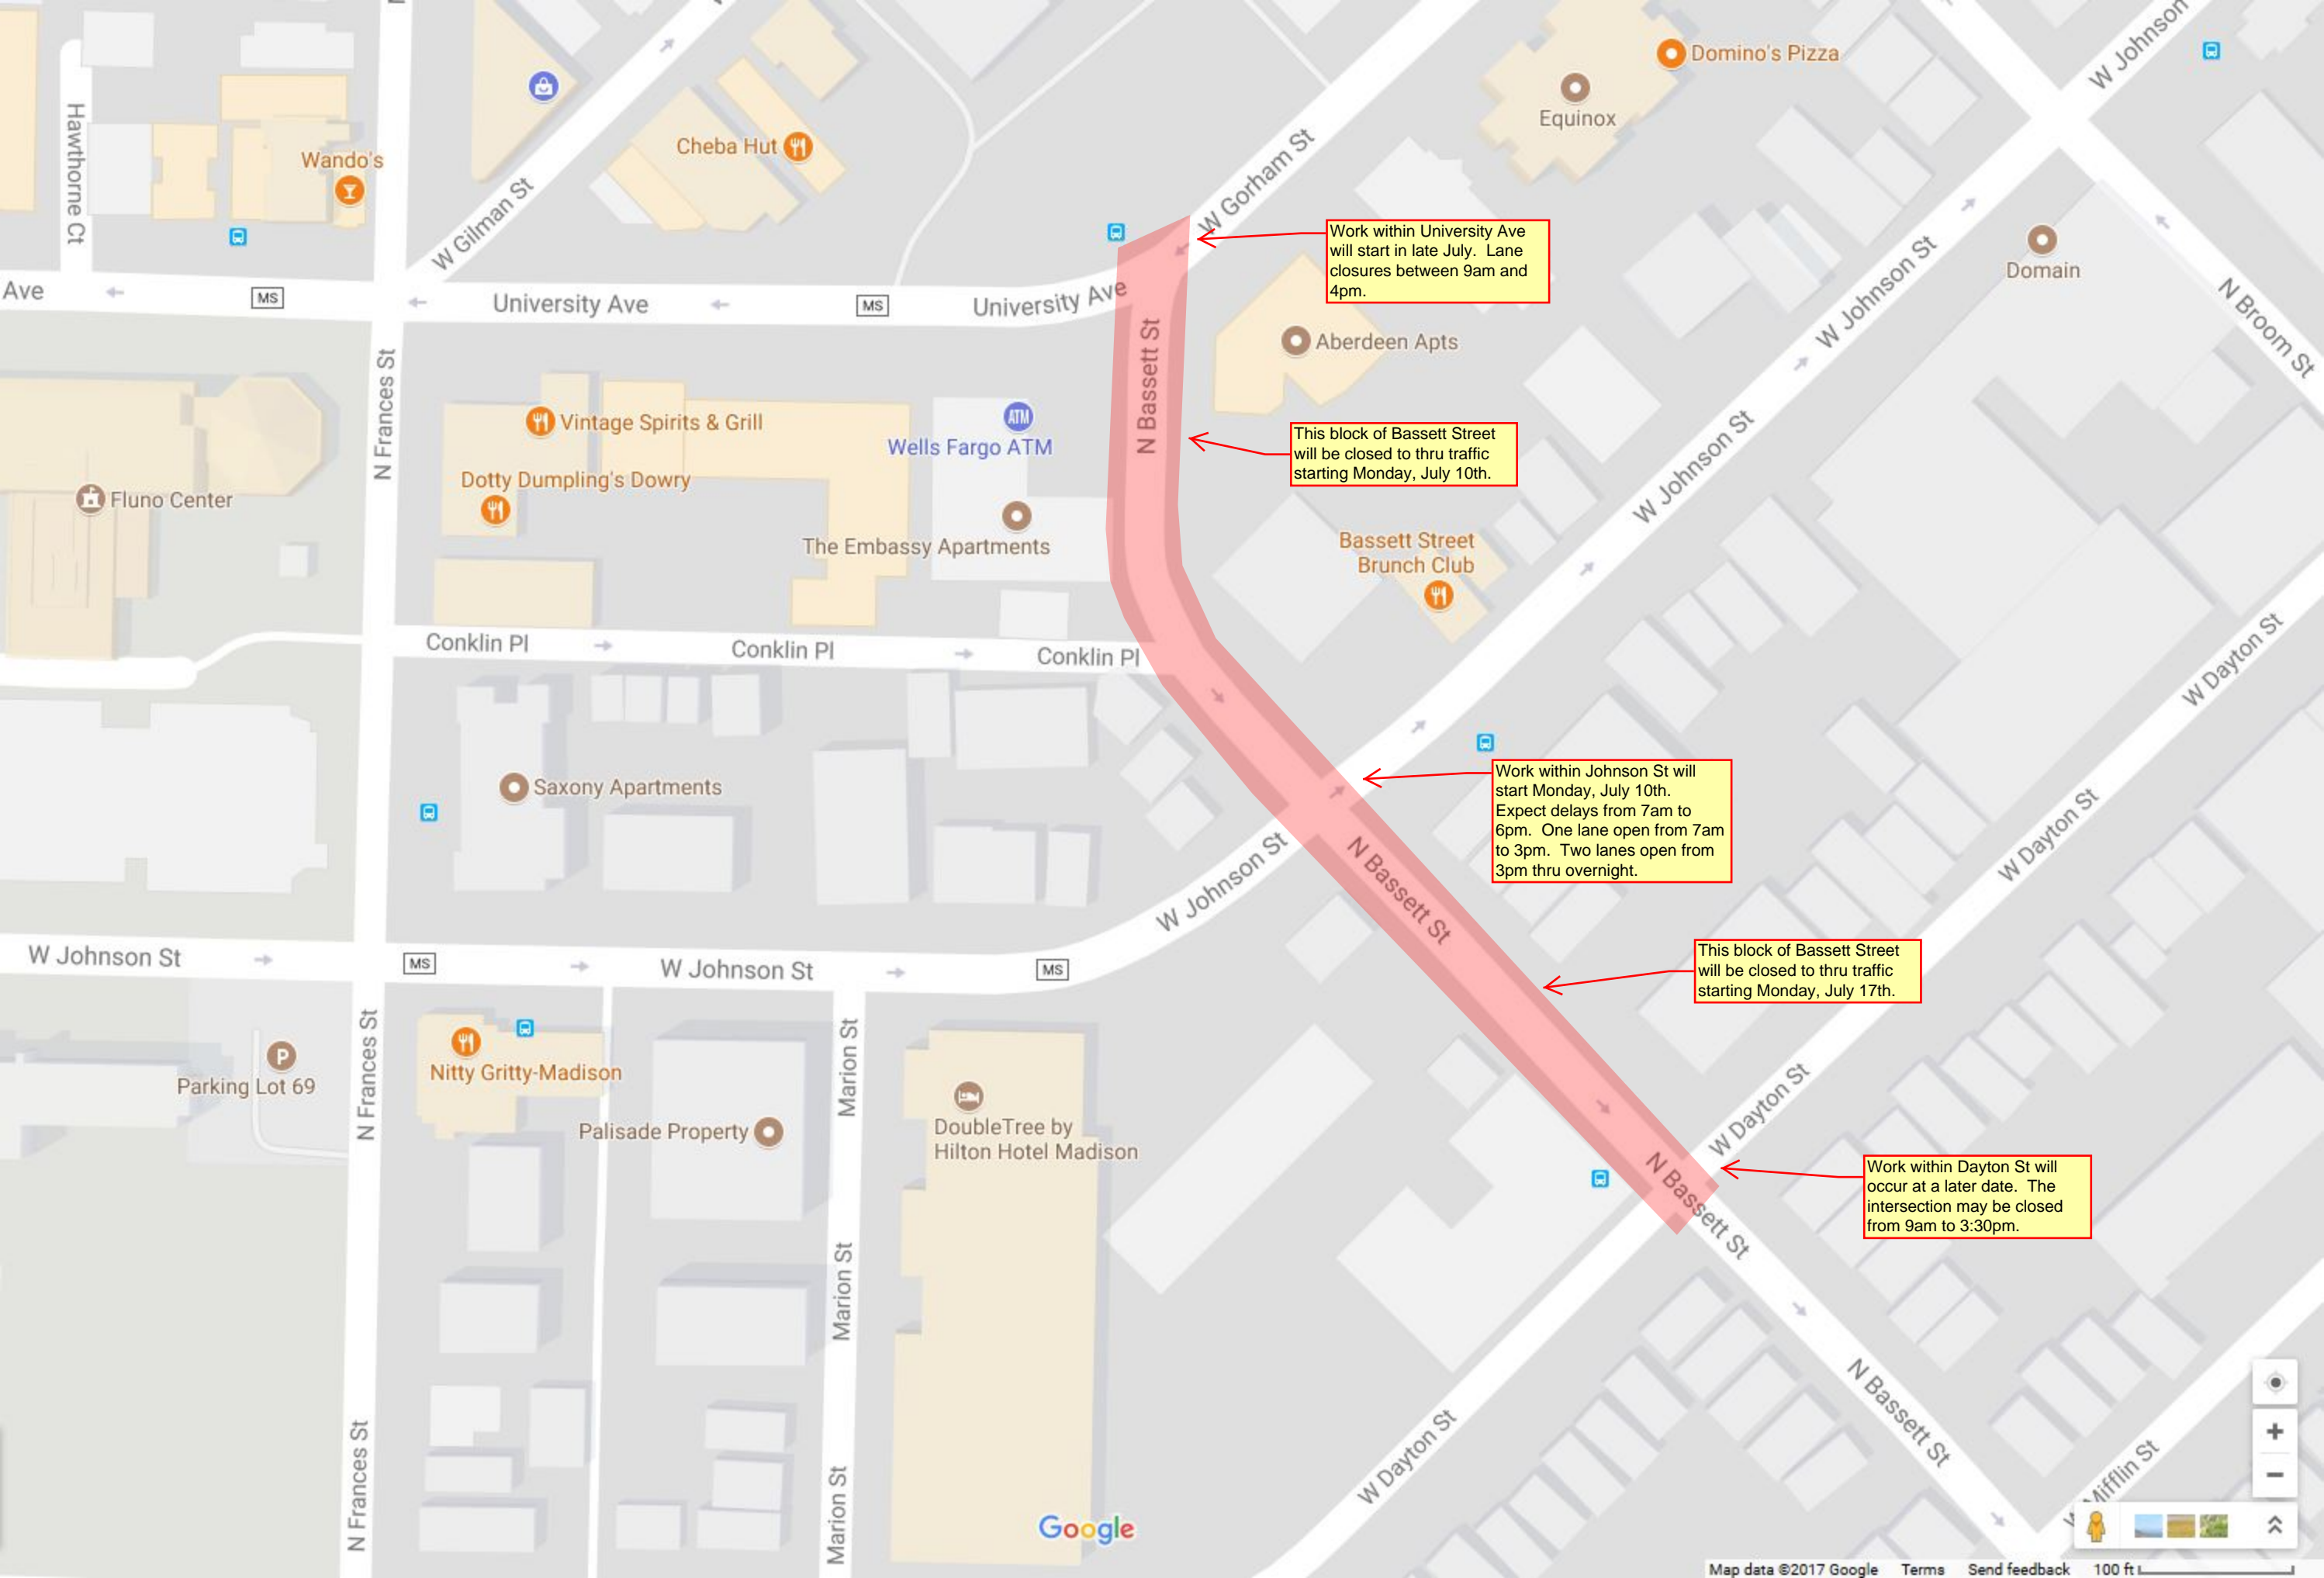 W Johnson
Domino's Pizza
Equinox
Hawthorne Ct
Cheba Hut
Wando's
W Gilman St
W Gorham St
Work within University Ave
will start in late July.  Lane
closures between 9am and
4pm.
W Johnson St
Domain
N Broom St
Ave
MS
University Ave
MS
University Ave
N Bassett St
Aberdeen Apts
N Frances St
Vintage Spirits & Grill
ATM
Wells Fargo ATM
This block of Bassett Street
will be closed to thru traffic
starting Monday, July 10th.
W Johnson St
Dotty Dumpling's Dowry
Fluno Center
The Embassy Apartments
Bassett Street
Brunch Club
Conklin Pl
Conklin Pl
Conklin Pl
W Dayton St
Saxony Apartments
Work within Johnson St will
start Monday, July 10th.
Expect delays from 7am to
6pm.  One lane open from 7am
to 3pm.  Two lanes open from
3pm thru overnight.
W Dayton St
W Johnson St
N Bassett St
W Johnson St
MS
W Johnson St
MS
This block of Bassett Street
will be closed to thru traffic
starting Monday, July 17th.
N Frances St
Marion St
P
Parking Lot 69
Nitty Gritty-Madison
Palisade Property
DoubleTree by
Hilton Hotel Madison
W Dayton St
N Bassett St
Work within Dayton St will
occur at a later date.  The
intersection may be closed
from 9am to 3:30pm.
Marion St
N Bassett St
W Dayton St
N Frances St
Marion St
Mifflin St
Google
Map data ©2017 Google
Terms
Send feedback
100 ft